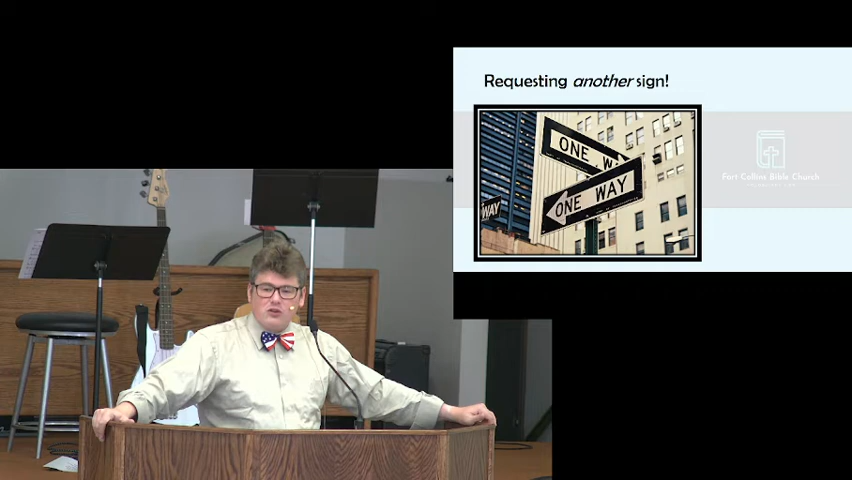 Requesting another sign!
ONE WAY
ONE WAY
WAY
Fort Collins Bible Church